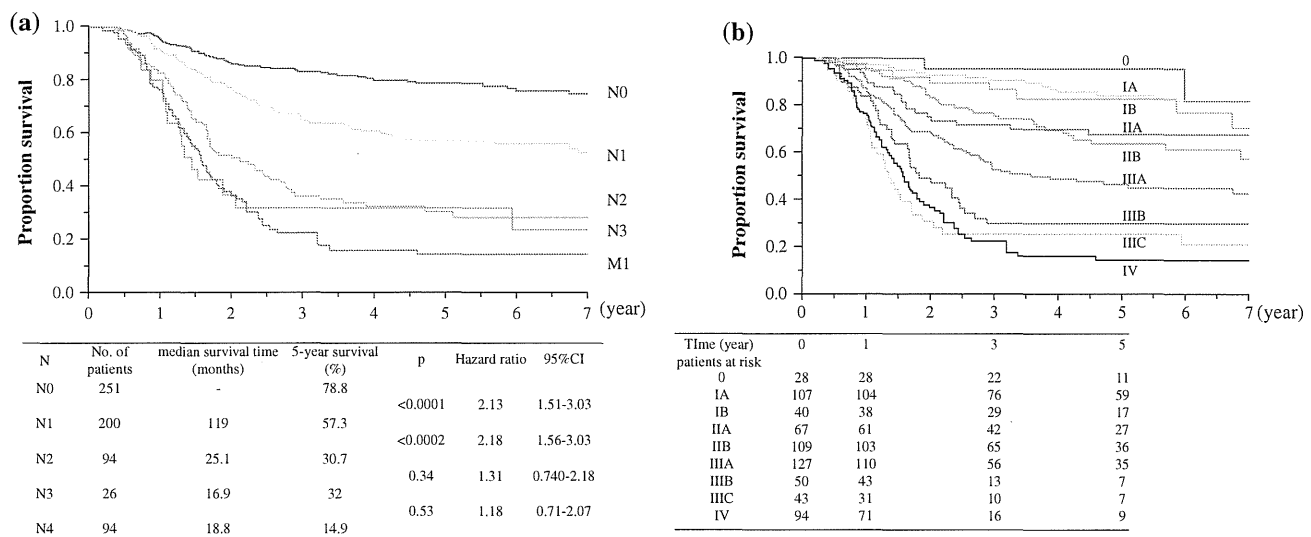 (a)
Proportion survival
1.0
0.8
0.6
0.4
0.2
0.0
N0
N1
N2
N3
M1
0 1 2 3 4 5 6 7 (year)
N No. of patients median survival time (months) 5-year survival (%) p Hazard ratio 95%CI
N0 251 - 78.8
<0.0001 2.13 1.51-3.03
N1 200 119 57.3
<0.0002 2.18 1.56-3.03
N2 94 25.1 30.7
0.34 1.31 0.740-2.18
N3 26 16.9 32
0.53 1.18 0.71-2.07
N4 94 18.8 14.9
(b)
Proportion survival
1.0
0.8
0.6
0.4
0.2
0.0
0
IA
IB
IIA
IIB
IIIA
IIIB
IIIC
IV
0 1 2 3 4 5 6 7 (year)
TIme (year) 0 1 3 5
patients at risk
0 28 28 22 11
IA 107 104 76 59
IB 40 38 29 17
IIA 67 61 42 27
IIB 109 103 65 36
IIIA 127 110 56 35
IIIB 50 43 13 7
IIIC 43 31 10 7
IV 94 71 16 9